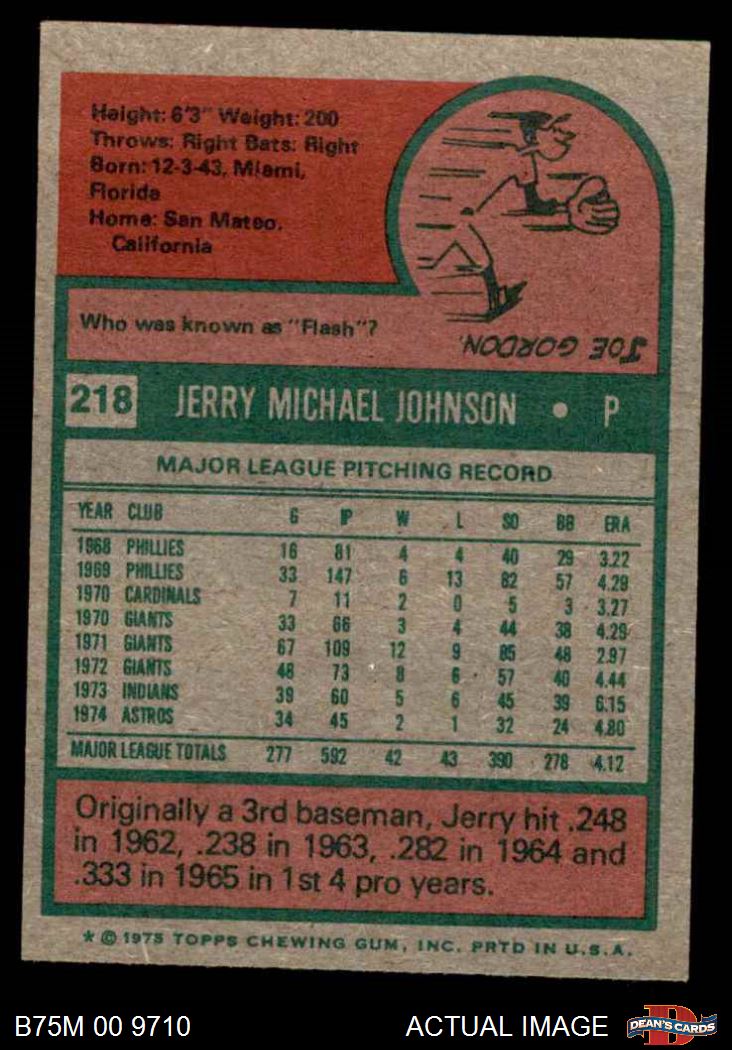 Height: 6'3" Weight: 200
Throws: Right Bats: Right
Born: 12-3-43, Miami,
Florida
Home: San Mateo,
California
Who was known as "Flash"?
JOE GORDON.
218 JERRY MICHAEL JOHNSON • P
MAJOR LEAGUE PITCHING RECORD
YEAR CLUB G IP W L SO BB ERA
1968 PHILLIES 16 81 4 4 40 29 3.22
1969 PHILLIES 33 147 6 13 82 57 4.29
1970 CARDINALS 7 11 2 0 5 3 3.27
1970 GIANTS 33 66 3 4 44 38 4.29
1971 GIANTS 67 109 12 9 85 48 2.97
1972 GIANTS 48 73 8 6 57 40 4.44
1973 INDIANS 39 60 5 6 45 39 6.15
1974 ASTROS 34 45 2 1 32 24 4.80
MAJOR LEAGUE TOTALS 277 592 42 43 390 278 4.12
Originally a 3rd baseman, Jerry hit .248
in 1962, .238 in 1963, .282 in 1964 and
.333 in 1965 in 1st 4 pro years.
* © 1975 TOPPS CHEWING GUM, INC. PRTD IN U.S.A.
B75M 00 9710 ACTUAL IMAGE D DEAN'S CARDS